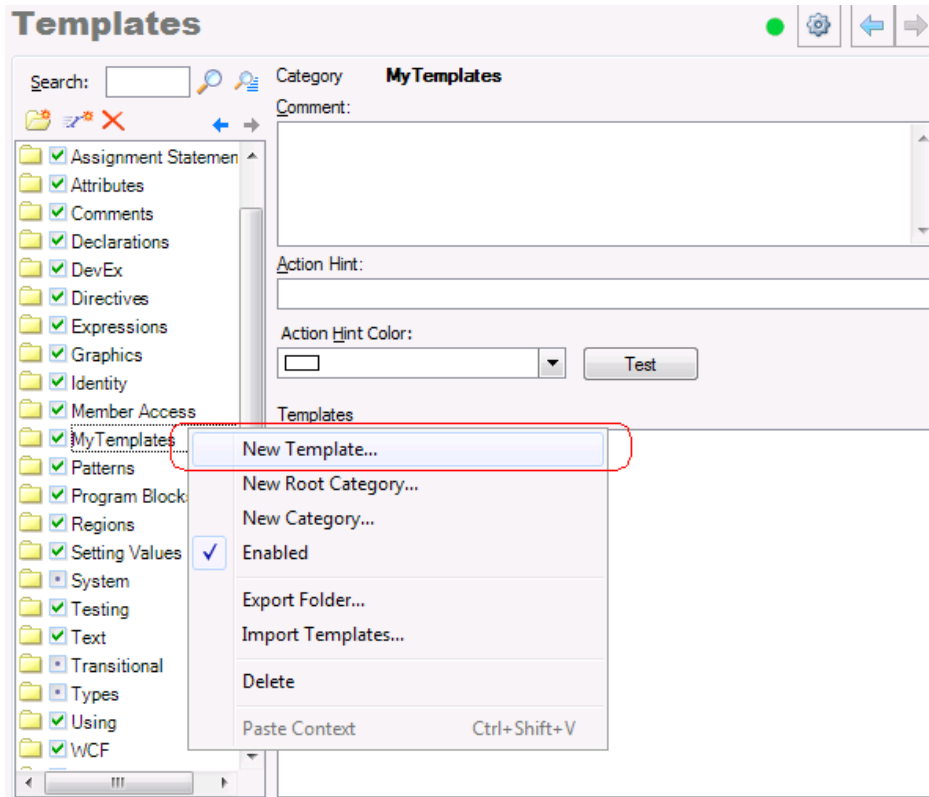 Templates
Search:
Category MyTemplates
Comment:
Assignment Statemen
Attributes
Comments
Declarations
DevEx
Directives
Expressions
Graphics
Identity
Member Access
MyTemplates
Patterns
Program Block
Regions
Setting Values
System
Testing
Text
Transitional
Types
Using
WCF
Action Hint:
Action Hint Color:
Test
Templates
New Template...
New Root Category...
New Category...
Enabled
Export Folder...
Import Templates...
Delete
Paste Context Ctrl+Shift+V